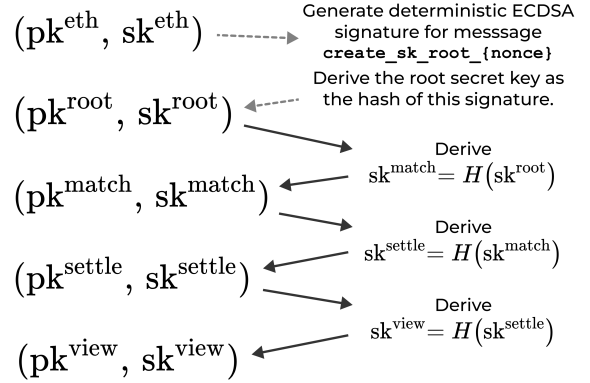 (pk^eth, sk^eth)
Generate deterministic ECDSA
signature for messsage
create_sk_root_{nonce}
Derive the root secret key as
the hash of this signature.
(pk^root, sk^root)
Derive
sk^match = H(sk^root)
(pk^match, sk^match)
Derive
sk^settle = H(sk^match)
(pk^settle, sk^settle)
Derive
sk^view = H(sk^settle)
(pk^view, sk^view)